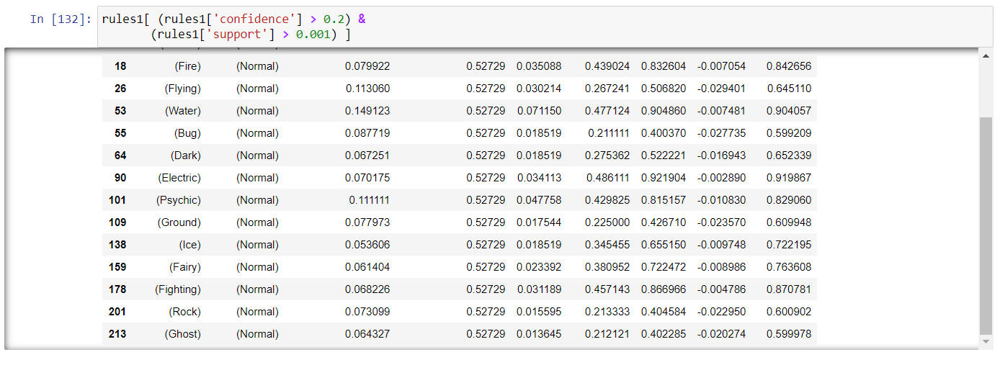 In [132]: rules1[ (rules1['confidence'] > 0.2) &
(rules1['support'] > 0.001) ]
18 (Fire) (Normal) 0.079922 0.52729 0.035088 0.439024 0.832604 -0.007054 0.842656
26 (Flying) (Normal) 0.113060 0.52729 0.030214 0.267241 0.506820 -0.029401 0.645110
53 (Water) (Normal) 0.149123 0.52729 0.071150 0.477124 0.904860 -0.007481 0.904057
55 (Bug) (Normal) 0.087719 0.52729 0.018519 0.211111 0.400370 -0.027735 0.599209
64 (Dark) (Normal) 0.067251 0.52729 0.018519 0.275362 0.522221 -0.016943 0.652339
90 (Electric) (Normal) 0.070175 0.52729 0.034113 0.486111 0.921904 -0.002890 0.919867
101 (Psychic) (Normal) 0.111111 0.52729 0.047758 0.429825 0.815157 -0.010830 0.829060
109 (Ground) (Normal) 0.077973 0.52729 0.017544 0.225000 0.426710 -0.023570 0.609948
138 (Ice) (Normal) 0.053606 0.52729 0.018519 0.345455 0.655150 -0.009748 0.722195
159 (Fairy) (Normal) 0.061404 0.52729 0.023392 0.380952 0.722472 -0.008986 0.763608
178 (Fighting) (Normal) 0.068226 0.52729 0.031189 0.457143 0.866966 -0.004786 0.870781
201 (Rock) (Normal) 0.073099 0.52729 0.015595 0.213333 0.404584 -0.022950 0.600902
213 (Ghost) (Normal) 0.064327 0.52729 0.013645 0.212121 0.402285 -0.020274 0.599978